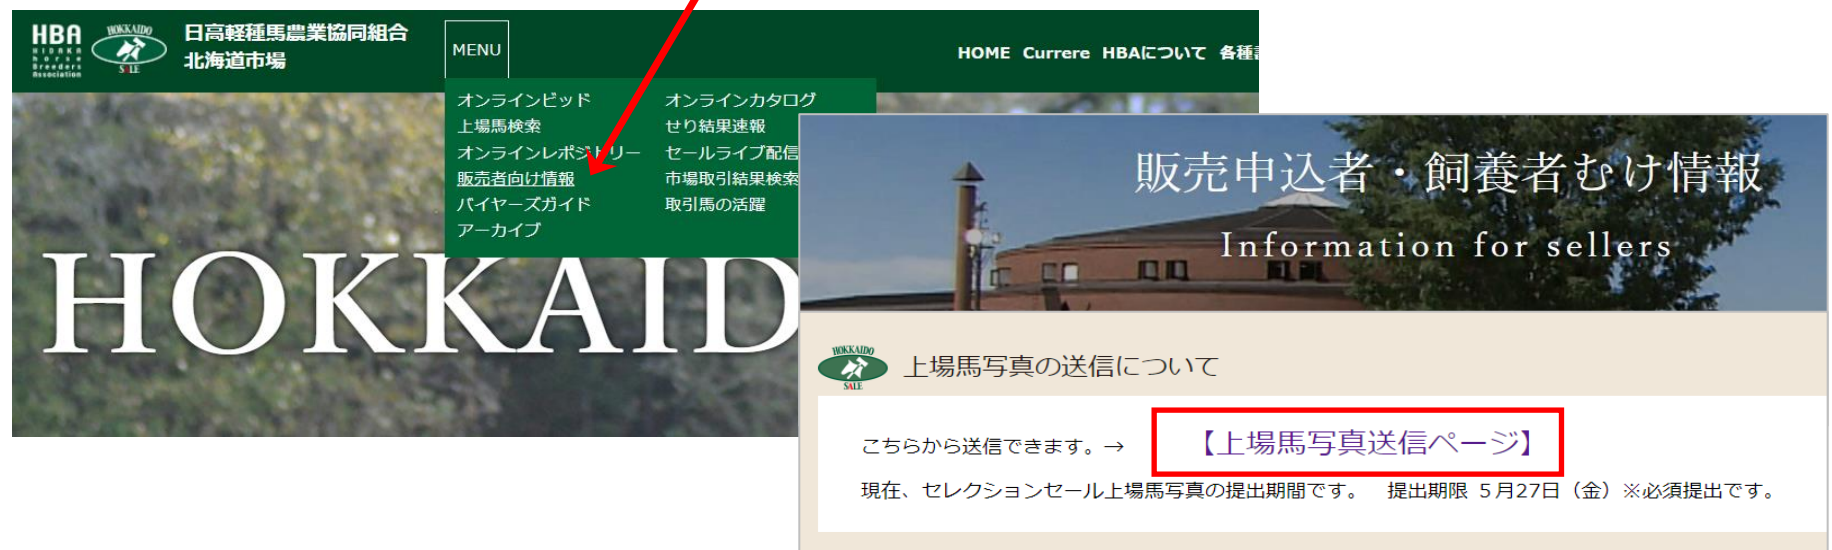 HBA
HIDAKA
horse
Breeders
Association
HOKKAIDO
SALE
日高軽種馬農業協同組合
北海道市場
MENU
HOME Currere HBAについて 各種
オンラインビッド
上場馬検索
オンラインレポジトリー
販売者向け情報
バイヤーズガイド
アーカイブ
オンラインカタログ
せり結果速報
セールライブ配信
市場取引結果検索
取引馬の活躍
HOKKAID
販売申込者・飼養者むけ情報
Information for sellers
HOKKAIDO
SALE
上場馬写真の送信について
こちらから送信できます。→ 【上場馬写真送信ページ】
現在、セレクションセール上場馬写真の提出期間です。 提出期限 5月27日（金）※必須提出です。